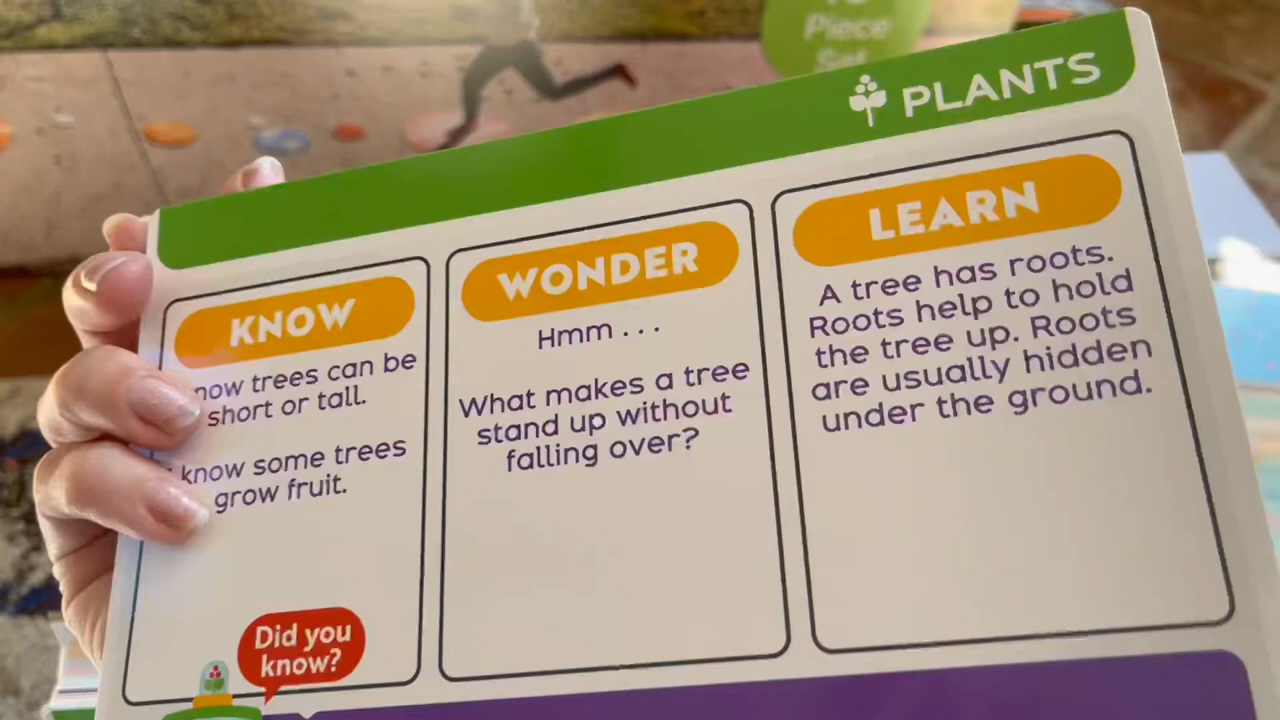 Piece
PLANTS
KNOW
know trees can be
short or tall.
know some trees
grow fruit.
WONDER
Hmm . . .
What makes a tree
stand up without
falling over?
LEARN
A tree has roots.
Roots help to hold
the tree up. Roots
are usually hidden
under the ground.
Did you
know?